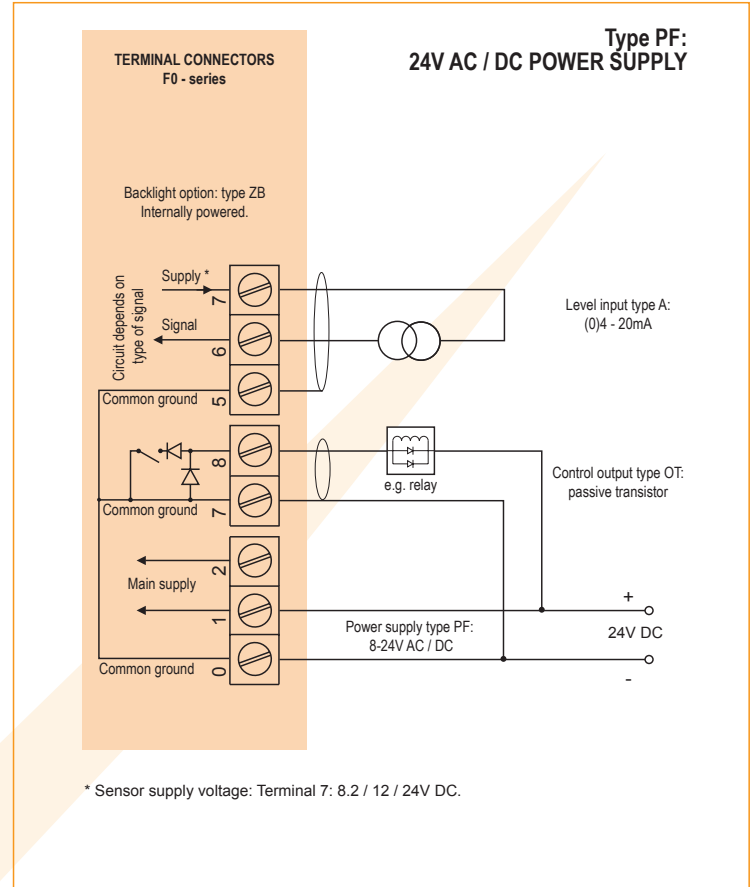 Type PF:
24V AC / DC POWER SUPPLY
TERMINAL CONNECTORS
F0 - series
Backlight option: type ZB
Internally powered.
Circuit depends on
type of signal
Supply *
7
Signal
6
Common ground
5
Level input type A:
(0)4 - 20mA
8
e.g. relay
Common ground
7
Control output type OT:
passive transistor
2
Main supply
1
Power supply type PF:
8-24V AC / DC
+
24V DC
-
Common ground
0
* Sensor supply voltage: Terminal 7: 8.2 / 12 / 24V DC.